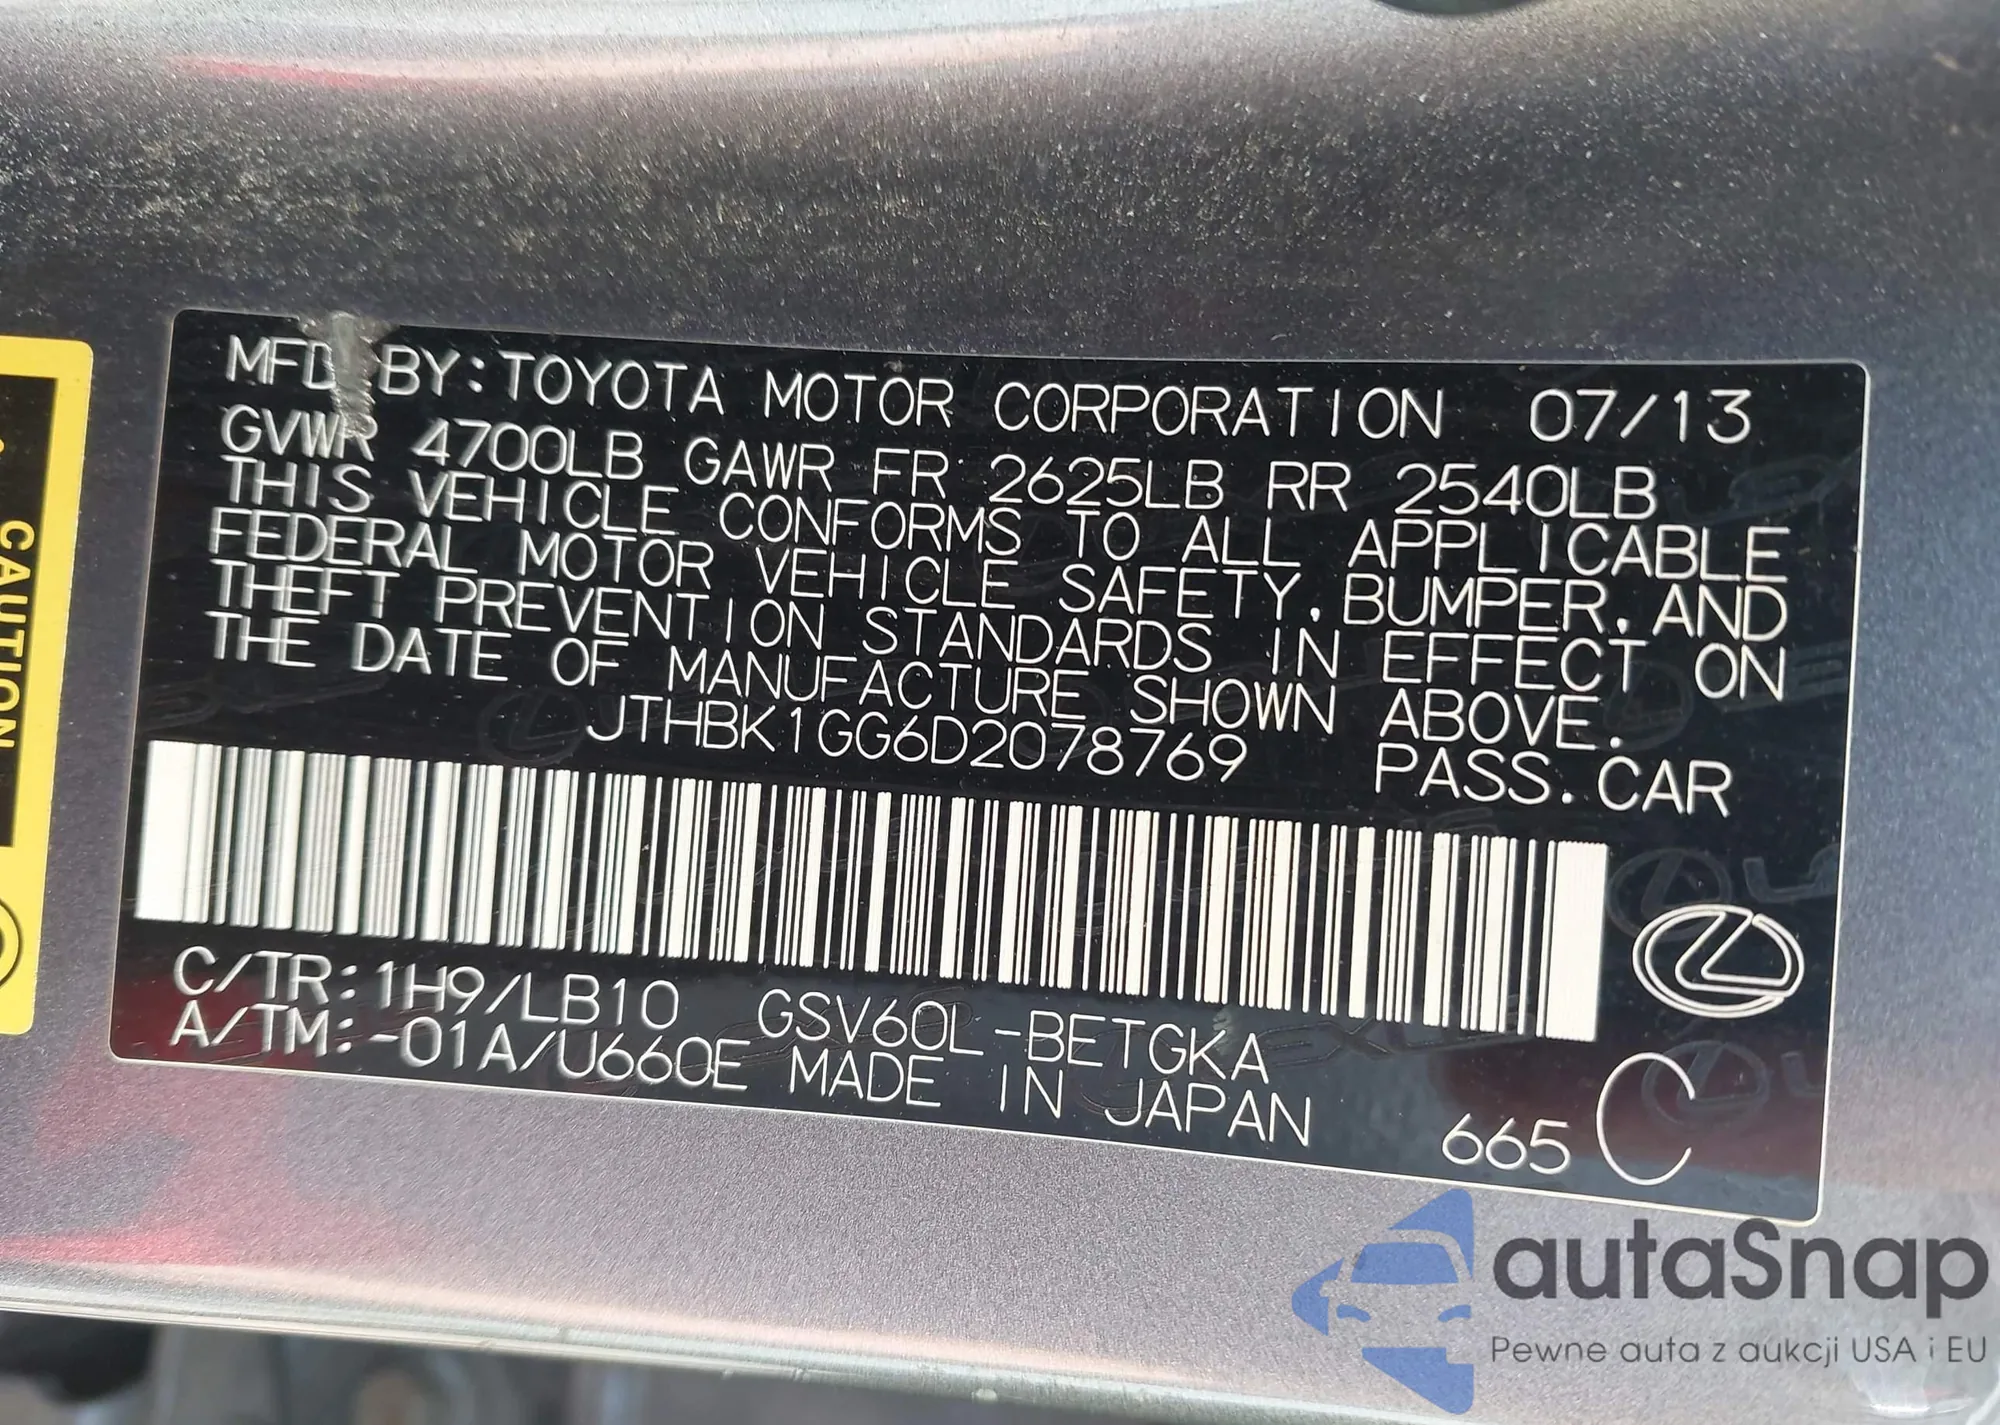 MFD BY:TOYOTA MOTOR CORPORATION 07/13
GVWR 4700LB GAWR FR 2625LB RR 2540LB
THIS VEHICLE CONFORMS TO ALL APPLICABLE
FEDERAL MOTOR VEHICLE SAFETY,BUMPER,AND
THEFT PREVENTION STANDARDS IN EFFECT ON
THE DATE OF MANUFACTURE SHOWN ABOVE.
JTHBK1GG6D2078769 PASS.CAR
C/TR:1H9/LB10 GSV60L-BETGKA
A/TM:-01A/U660E MADE IN JAPAN
665 C
CAUTION
autaSnap
Pewne auta z aukcji USA i EU